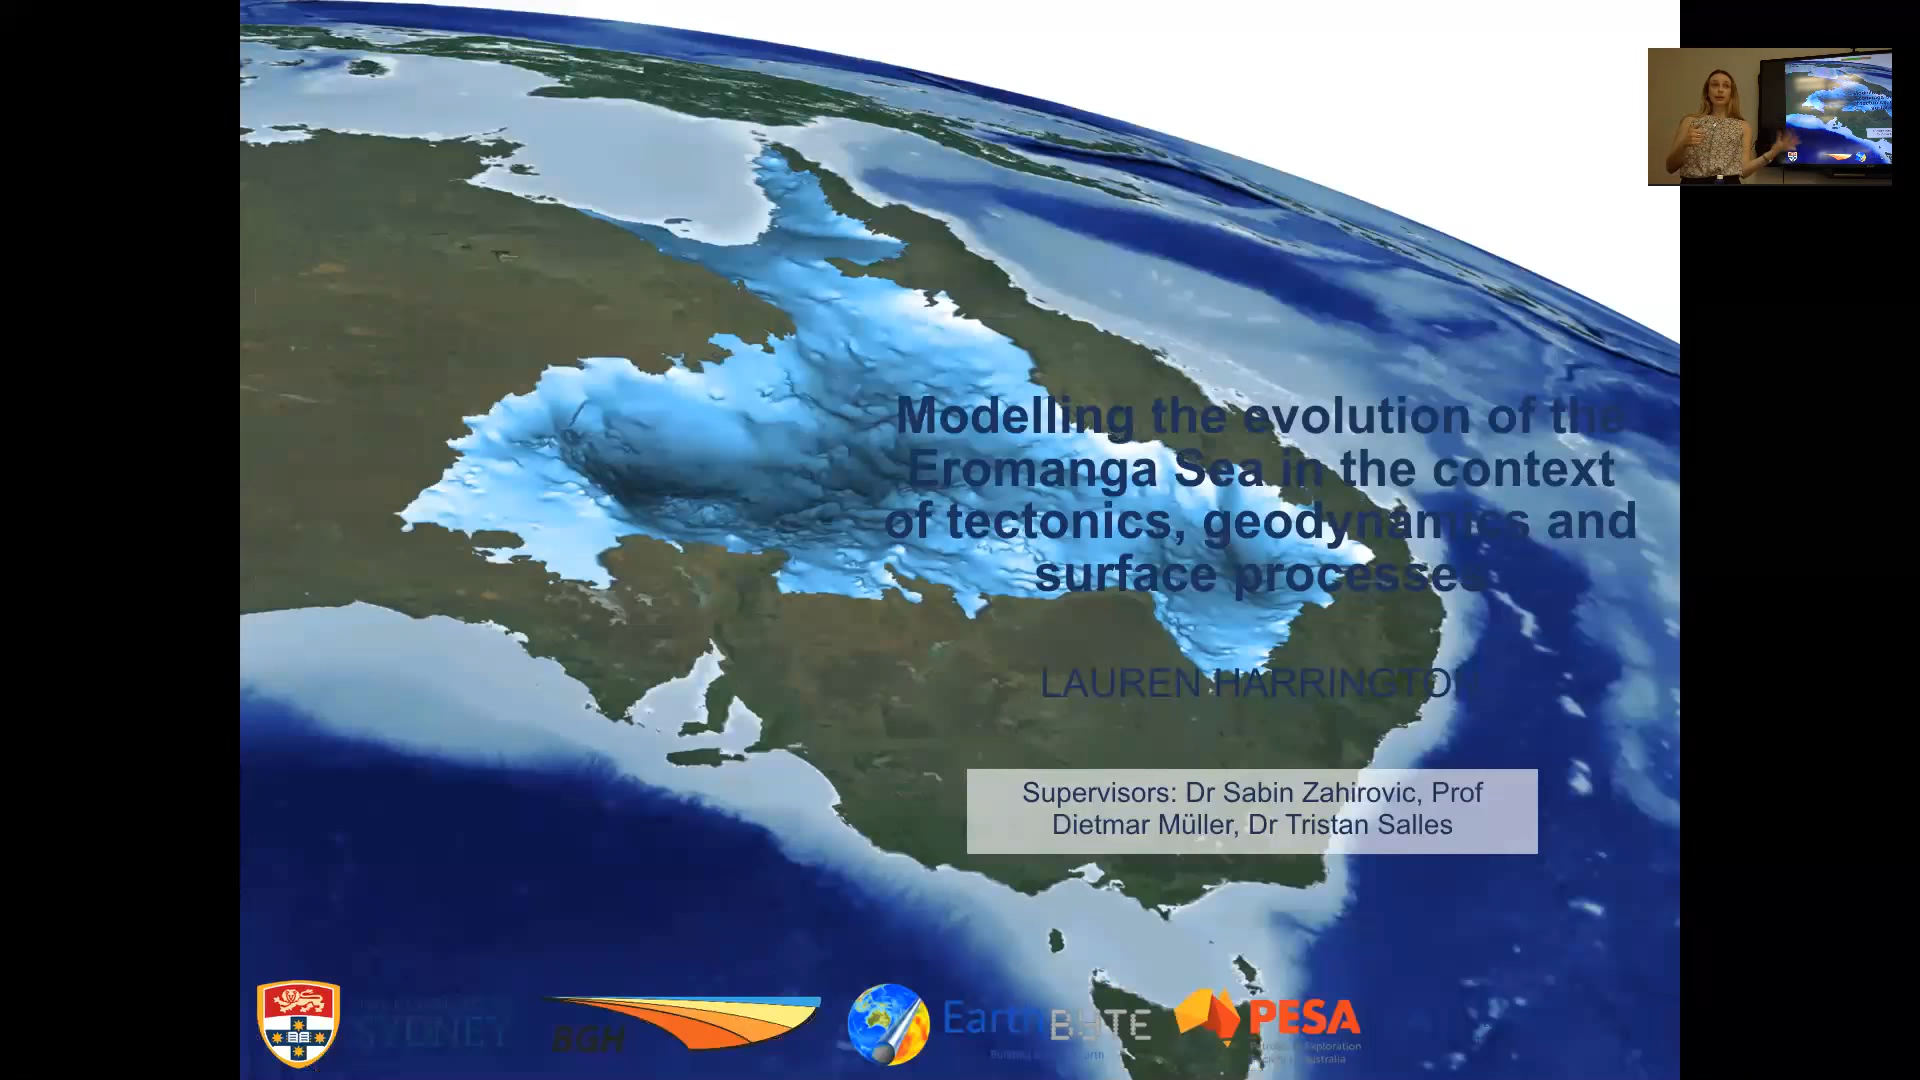 Modelling the evolution of the
Eromanga Sea in the context
of tectonics, geodynamics and
surface processes
LAUREN HARRINGTON
Supervisors: Dr Sabin Zahirovic, Prof
Dietmar Müller, Dr Tristan Salles
SYDNEY
BGH
EarthBYTE
PESA